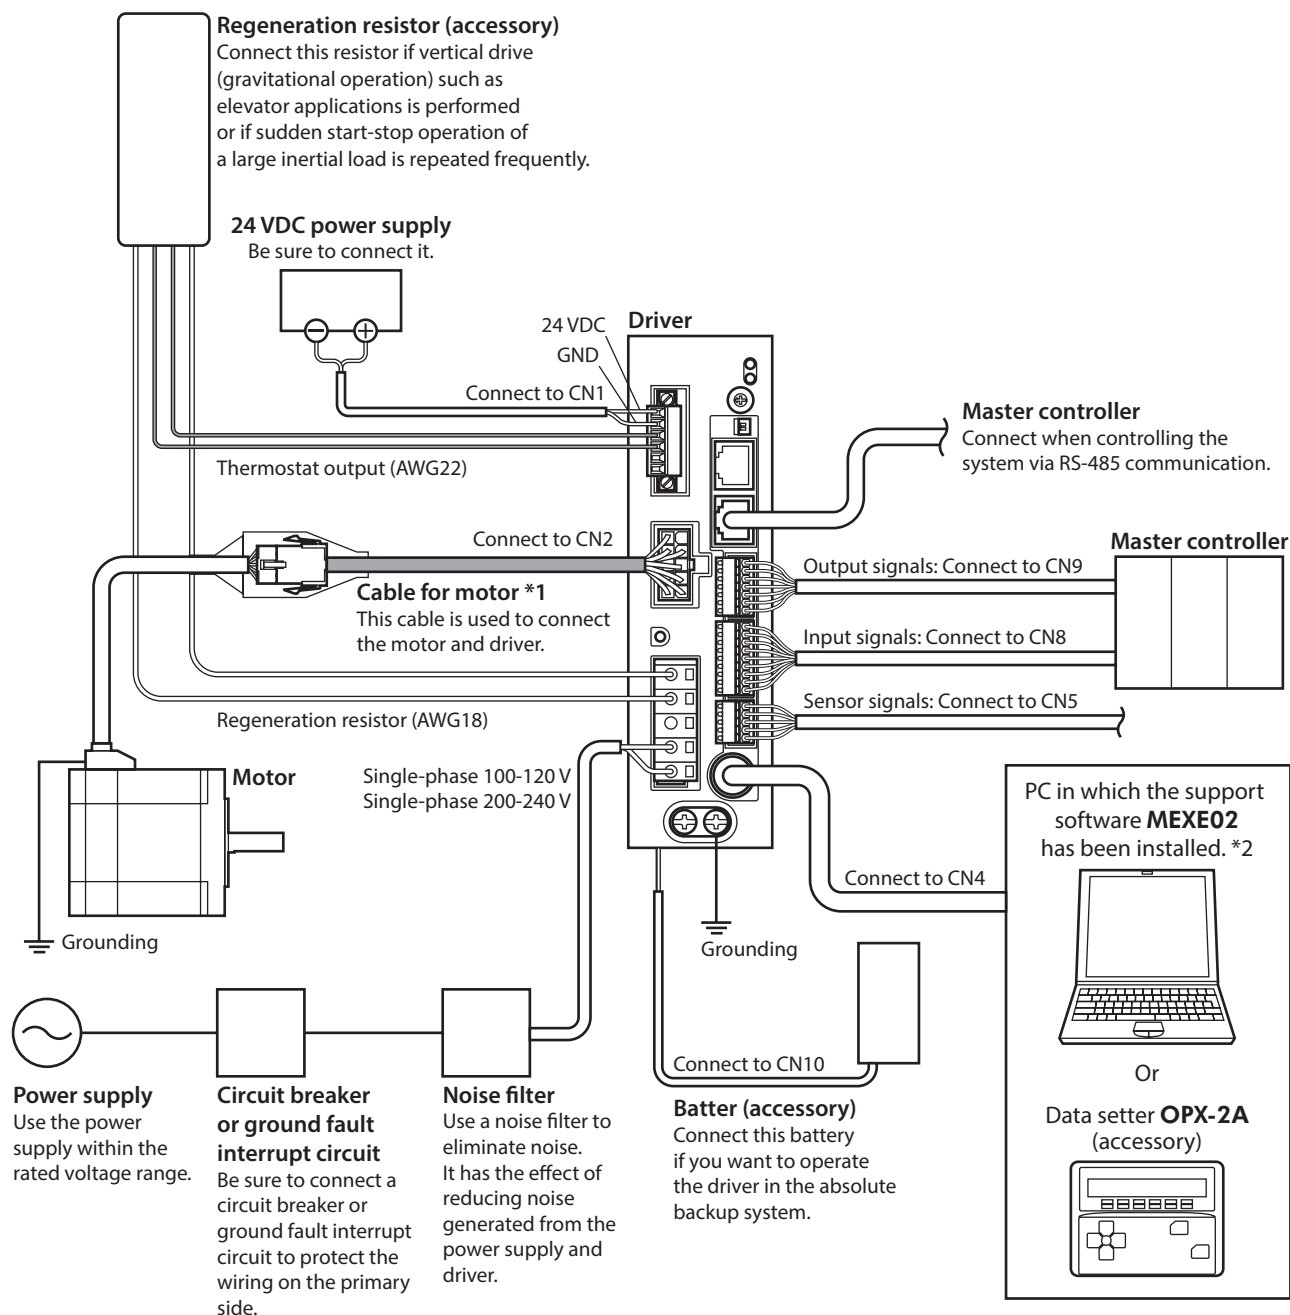 Regeneration resistor (accessory)
Connect this resistor if vertical drive
(gravitational operation) such as
elevator applications is performed
or if sudden start-stop operation of
a large inertial load is repeated frequently.
24 VDC power supply
Be sure to connect it.
Driver
24 VDC
GND
Connect to CN1
Thermostat output (AWG22)
Master controller
Connect when controlling the
system via RS-485 communication.
Connect to CN2
Cable for motor *1
This cable is used to connect
the motor and driver.
Master controller
Output signals: Connect to CN9
Input signals: Connect to CN8
Sensor signals: Connect to CN5
Regeneration resistor (AWG18)
Motor
Single-phase 100-120 V
Single-phase 200-240 V
Grounding
Grounding
Connect to CN4
PC in which the support
software MEXE02
has been installed. *2
Or
Data setter OPX-2A
(accessory)
Connect to CN10
Batter (accessory)
Connect this battery
if you want to operate
the driver in the absolute
backup system.
Power supply
Use the power
supply within the
rated voltage range.
Circuit breaker
or ground fault
interrupt circuit
Be sure to connect a
circuit breaker or
ground fault interrupt
circuit to protect the
wiring on the primary
side.
Noise filter
Use a noise filter to
eliminate noise.
It has the effect of
reducing noise
generated from the
power supply and
driver.